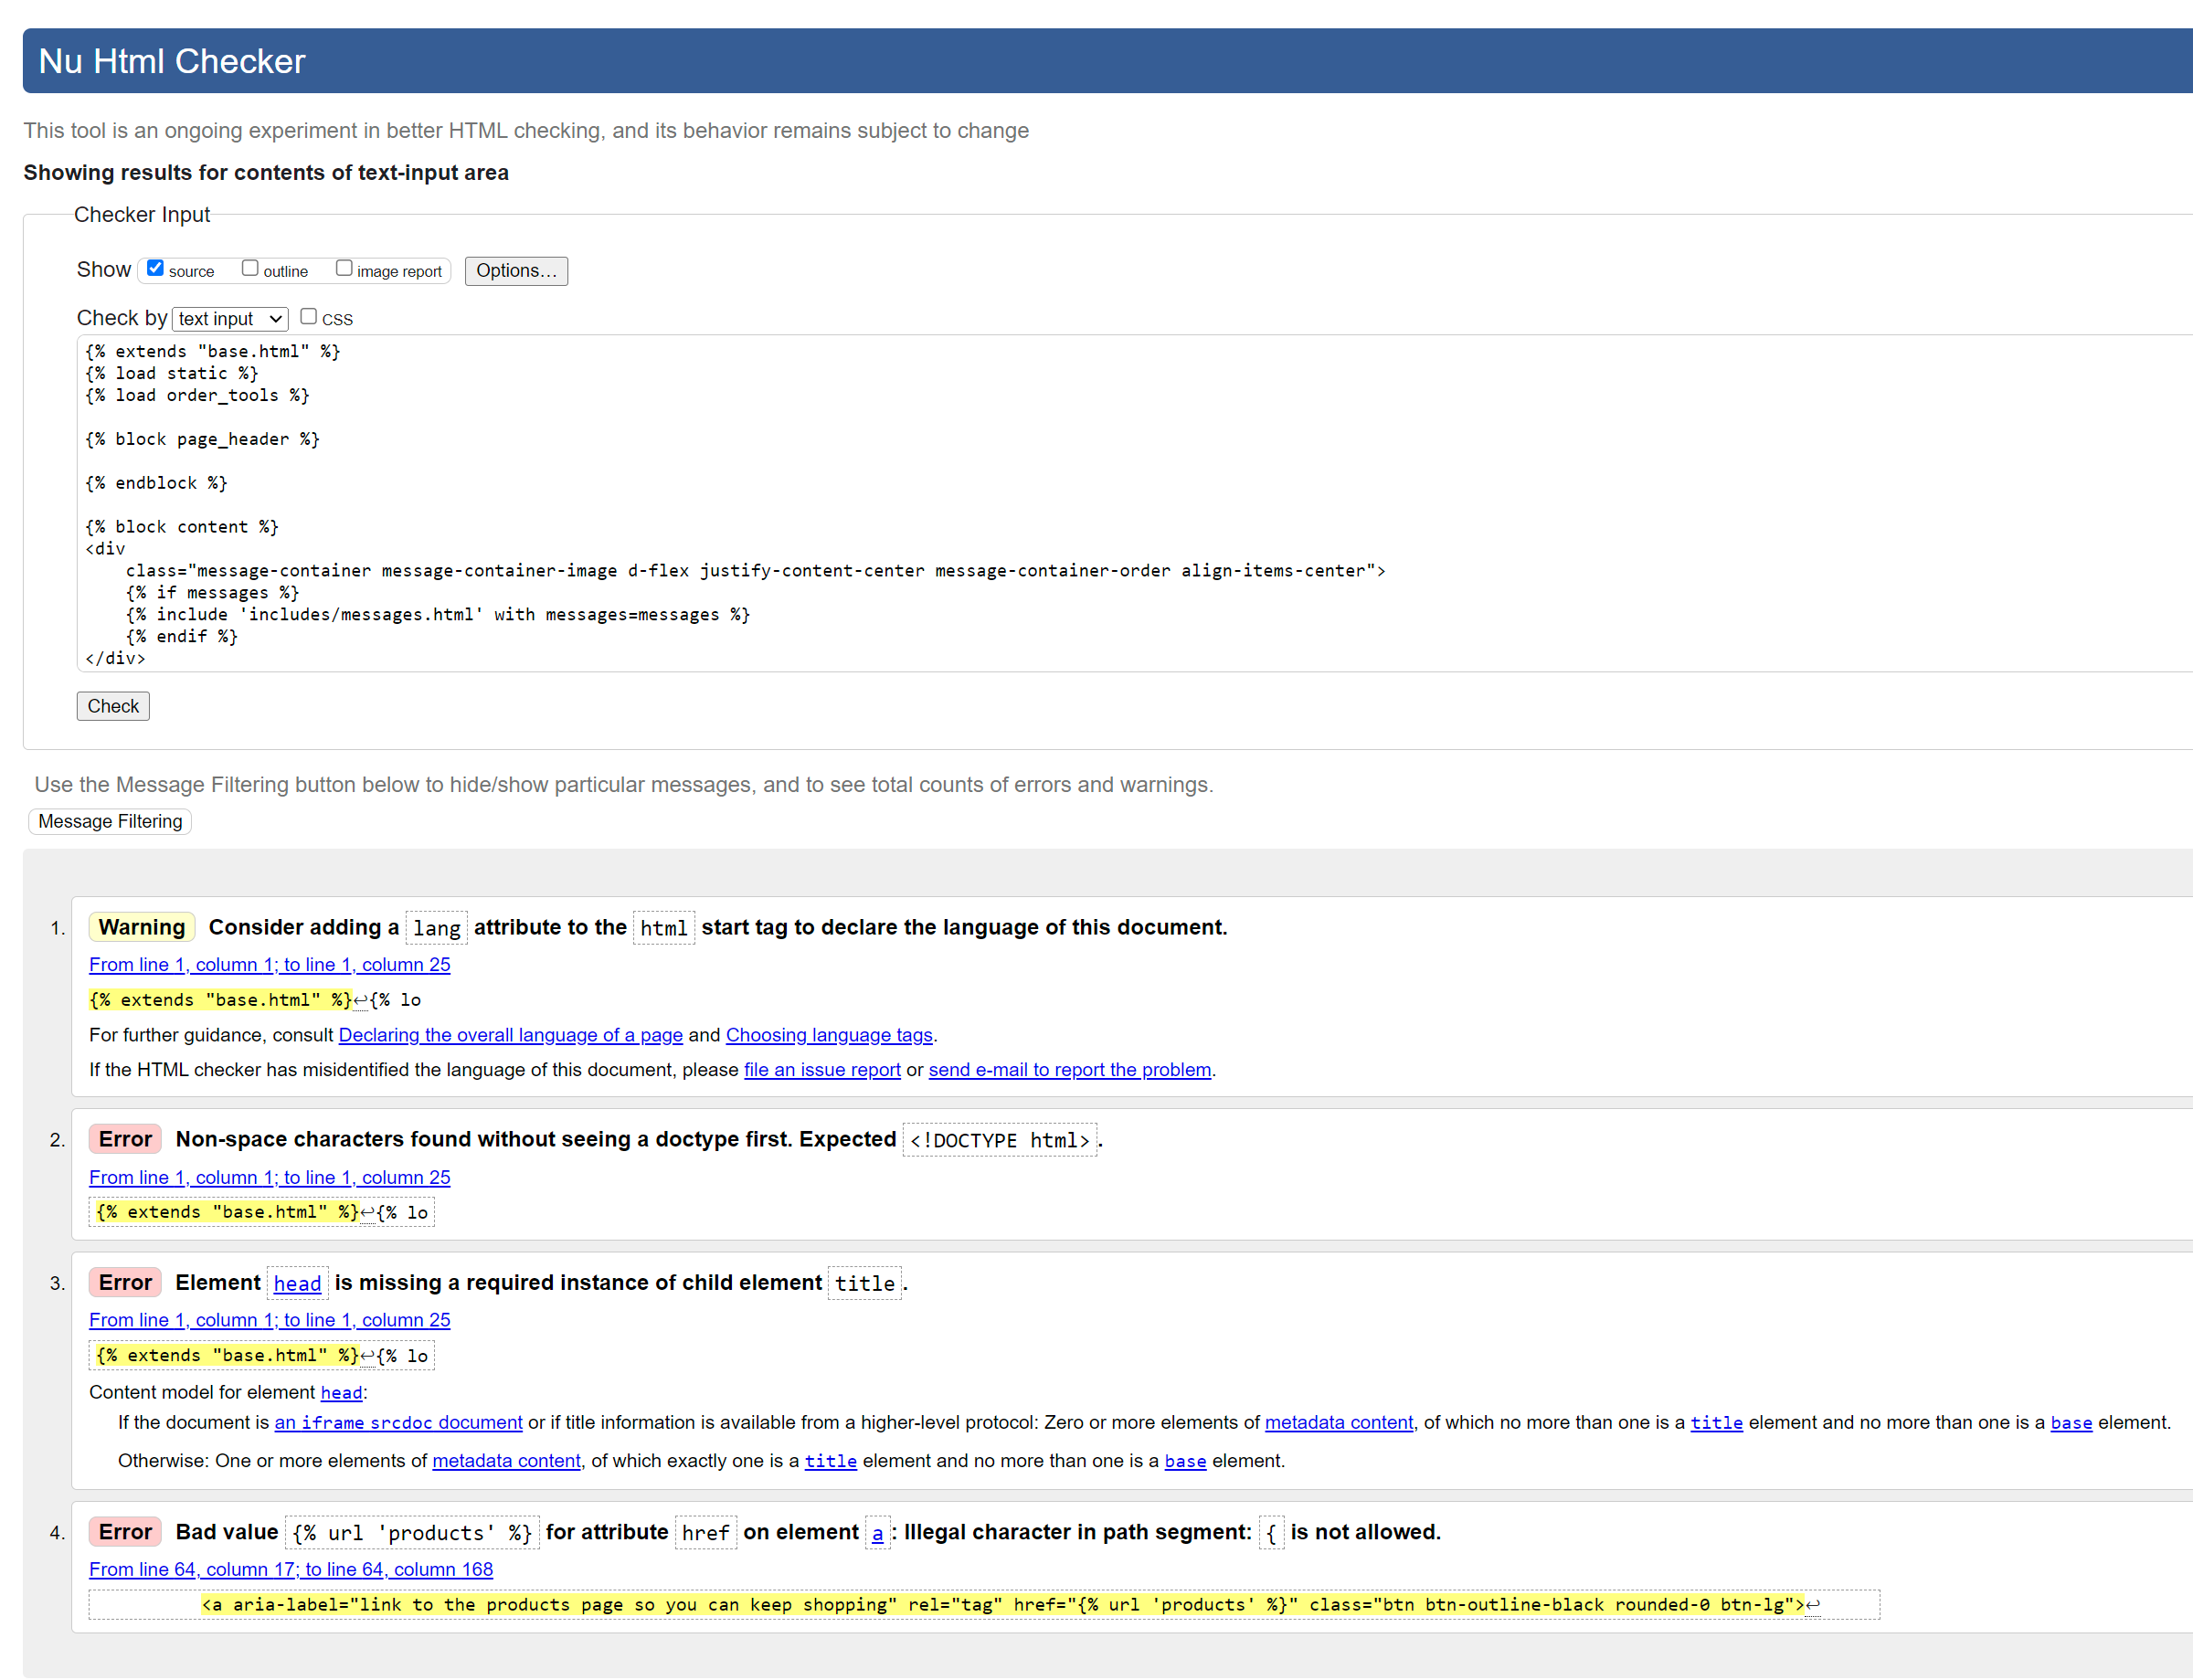 Nu Html Checker
This tool is an ongoing experiment in better HTML checking, and its behavior remains subject to change
Showing results for contents of text-input area
Checker Input
Show source outline image report Options...
Check by text input CSS
{% extends "base.html" %}
{% load static %}
{% load order_tools %}
{% block page_header %}
{% endblock %}
{% block content %}
<div
class="message-container message-container-image d-flex justify-content-center message-container-order align-items-center">
{% if messages %}
{% include 'includes/messages.html' with messages=messages %}
{% endif %}
</div>
Check
Use the Message Filtering button below to hide/show particular messages, and to see total counts of errors and warnings.
Message Filtering
1. Warning Consider adding a lang attribute to the html start tag to declare the language of this document.
From line 1, column 1; to line 1, column 25
{% extends "base.html" %}↩{% lo
For further guidance, consult Declaring the overall language of a page and Choosing language tags.
If the HTML checker has misidentified the language of this document, please file an issue report or send e-mail to report the problem.
2. Error Non-space characters found without seeing a doctype first. Expected <!DOCTYPE html>.
From line 1, column 1; to line 1, column 25
{% extends "base.html" %}↩{% lo
3. Error Element head is missing a required instance of child element title.
From line 1, column 1; to line 1, column 25
{% extends "base.html" %}↩{% lo
Content model for element head:
If the document is an iframe srcdoc document or if title information is available from a higher-level protocol: Zero or more elements of metadata content, of which no more than one is a title element and no more than one is a base element.
Otherwise: One or more elements of metadata content, of which exactly one is a title element and no more than one is a base element.
4. Error Bad value {% url 'products' %} for attribute href on element a: Illegal character in path segment: { is not allowed.
From line 64, column 17; to line 64, column 168
<a aria-label="link to the products page so you can keep shopping" rel="tag" href="{% url 'products' %}" class="btn btn-outline-black rounded-0 btn-lg">↩